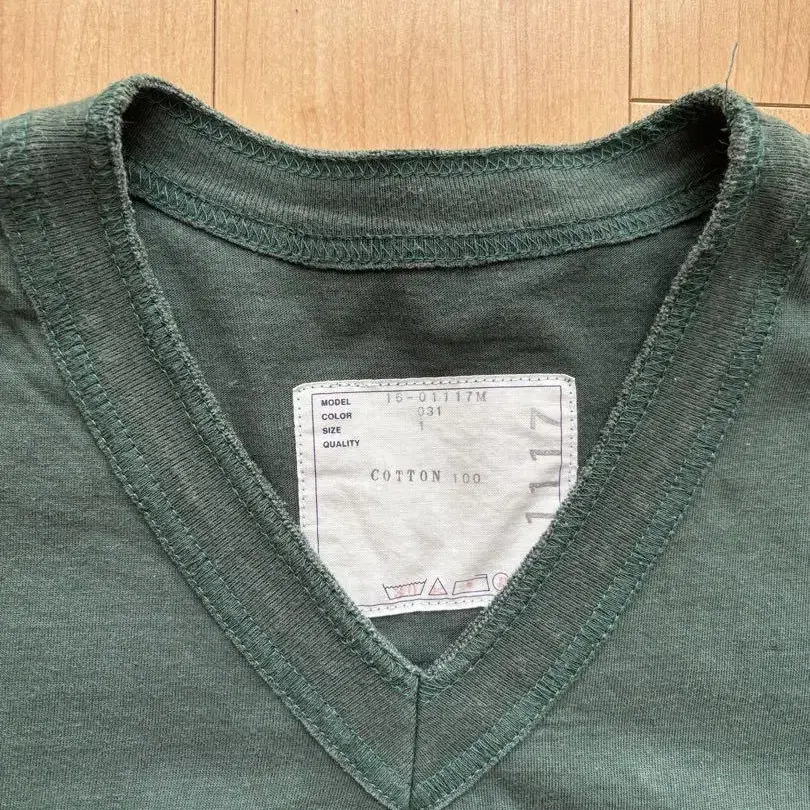 MODEL 16-01117M
COLOR 031
SIZE 1
QUALITY
COTTON 100
1117